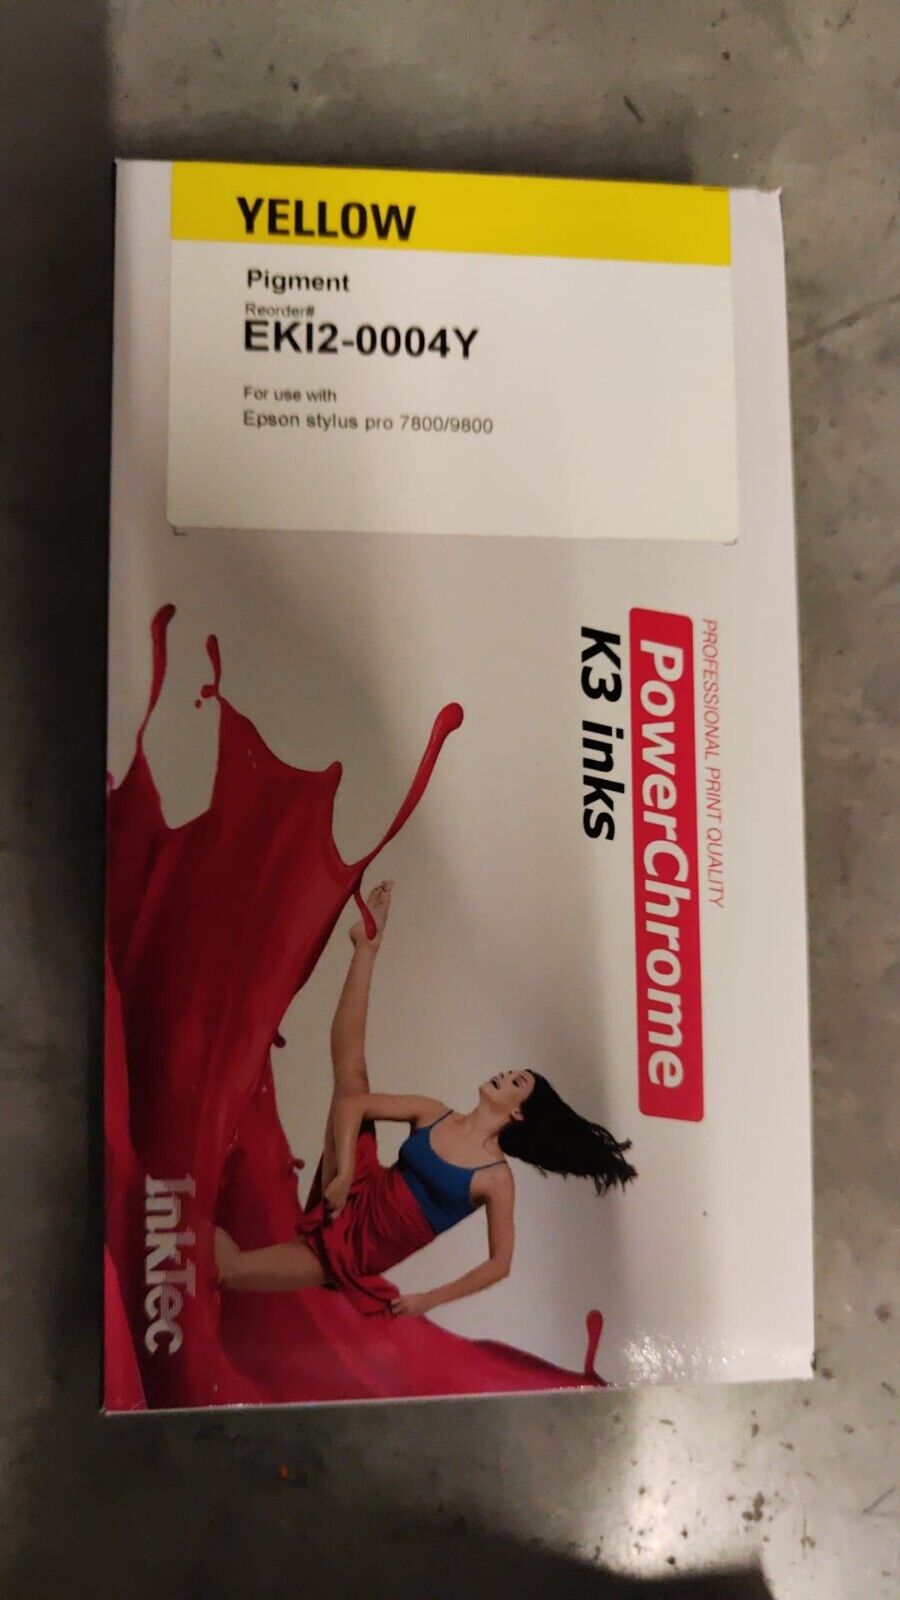 YELLOW
Pigment
Reorder#
EKI2-0004Y
For use with
Epson stylus pro 7800/9800
PROFESSIONAL PRINT QUALITY
PowerChrome
K3 inks
InkTec